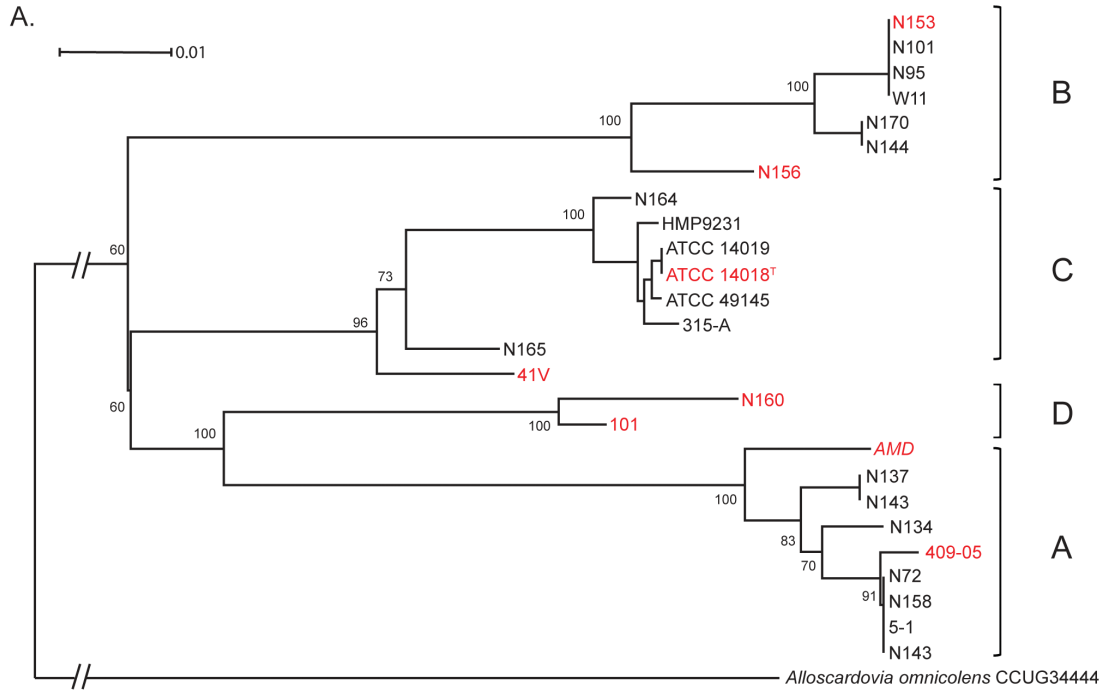 A.
0.01
N153
N101
N95
W11
100
N170
N144
100
N156
B
N164
100
HMP9231
ATCC 14019
ATCC 14018ᵀ
ATCC 49145
315-A
73
96
N165
41V
C
60
60
N160
100
101
100
D
AMD
100
N137
N143
83
N134
70
409-05
91
N72
N158
5-1
N143
A
Alloscardovia omnicolens CCUG34444